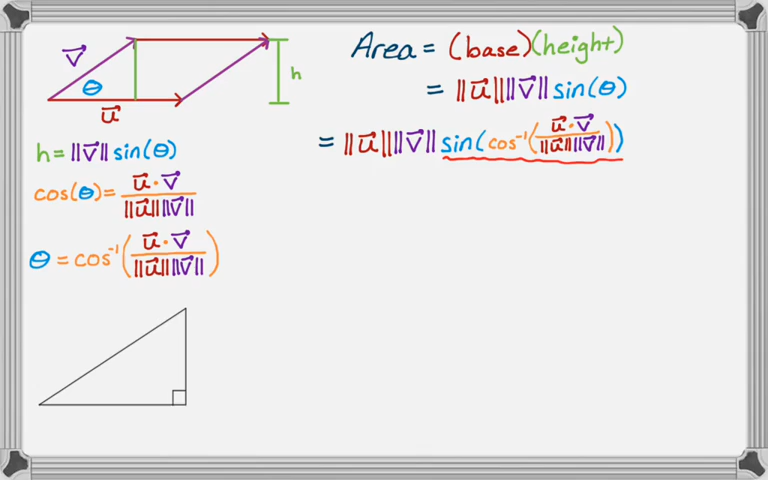 Area = (base)(height)
= ||u⃗||||v⃗|| sin(θ)
= ||u⃗||||v⃗|| sin(cos⁻¹(u⃗ · v⃗ / ||u⃗||||v⃗||))
v⃗
θ
h
u⃗
h = ||v⃗|| sin(θ)
cos(θ) = u⃗ · v⃗ / ||u⃗||||v⃗||
θ = cos⁻¹(u⃗ · v⃗ / ||u⃗||||v⃗||)